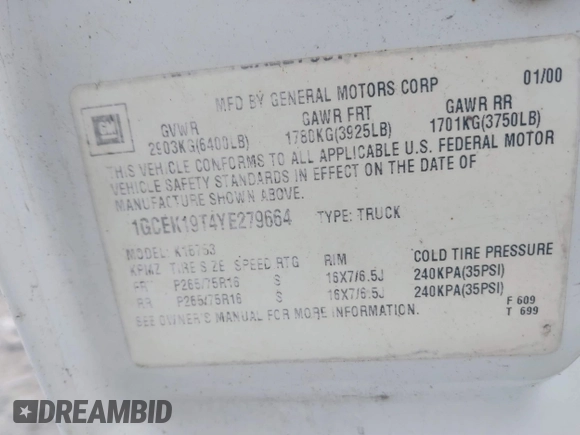 MFD BY GENERAL MOTORS CORP 01/00
GM
GVWR GAWR FRT GAWR RR
2903KG(6400LB) 1780KG(3925LB) 1701KG(3750LB)
THIS VEHICLE CONFORMS TO ALL APPLICABLE U.S. FEDERAL MOTOR
VEHICLE SAFETY STANDARDS IN EFFECT ON THE DATE OF
MANUFACTURE SHOWN ABOVE.
1GCEK19T4YE279664 TYPE: TRUCK
MODEL: K15753
TIRE SIZE SPEED RTG RIM COLD TIRE PRESSURE
FRT P265/75R16 S 16X7/6.5J 240KPA(35PSI)
RR P265/75R16 S 16X7/6.5J 240KPA(35PSI)
SEE OWNER'S MANUAL FOR MORE INFORMATION.
F 609
T 699
DREAMBID